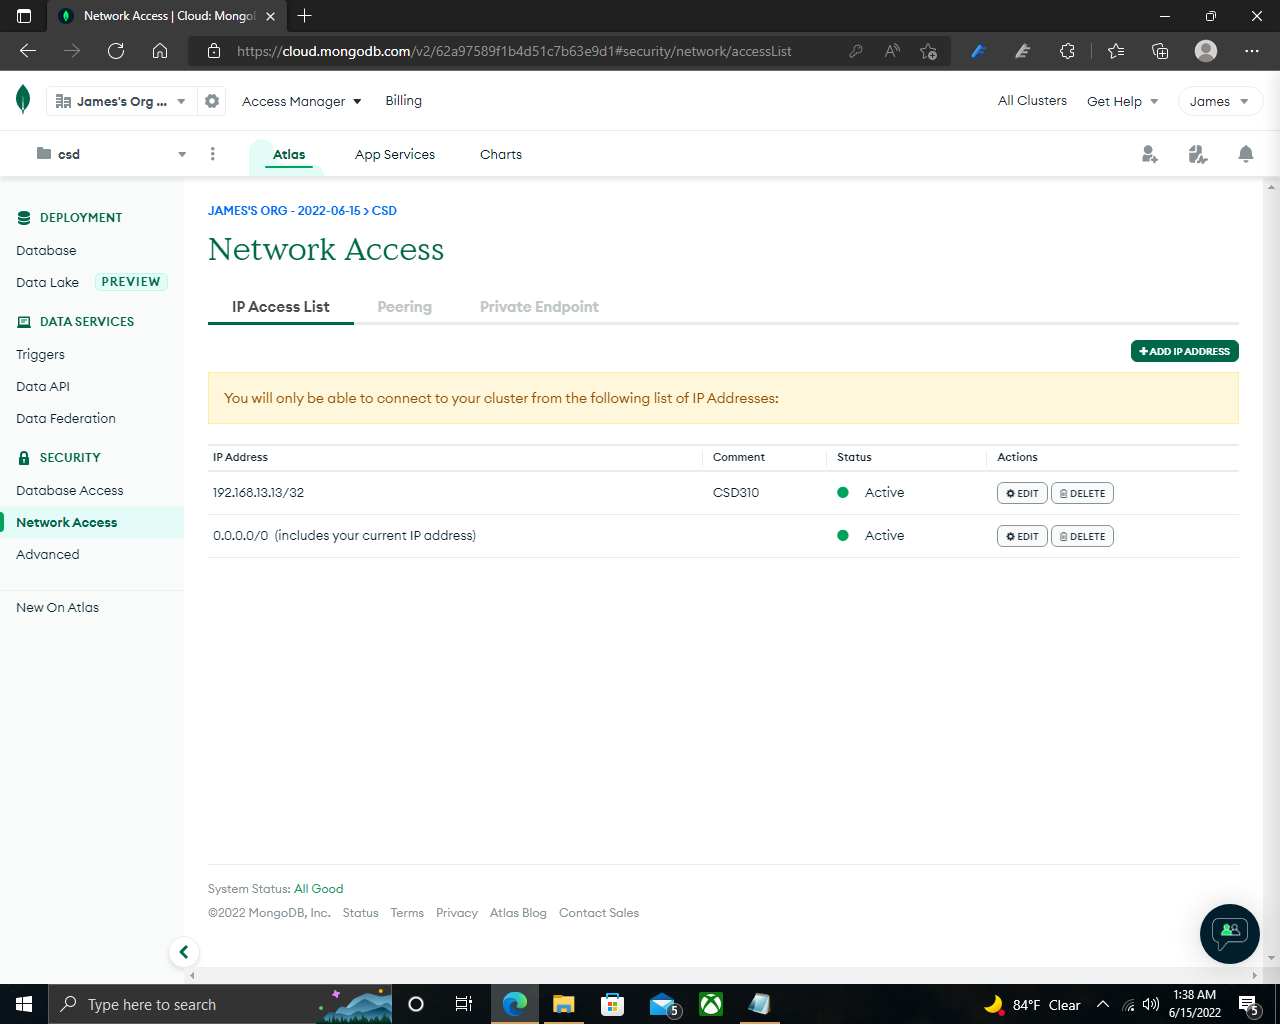 Network Access | Cloud: Mongo
https://cloud.mongodb.com/v2/62a97589f1b4d51c7b63e9d1#security/network/accessList
James's Org ...
Access Manager
Billing
All Clusters
Get Help
James
csd
Atlas
App Services
Charts
DEPLOYMENT
Database
Data Lake PREVIEW
DATA SERVICES
Triggers
Data API
Data Federation
SECURITY
Database Access
Network Access
Advanced
New On Atlas
JAMES'S ORG - 2022-06-15 > CSD
Network Access
IP Access List Peering Private Endpoint
+ ADD IP ADDRESS
You will only be able to connect to your cluster from the following list of IP Addresses:
IP Address Comment Status Actions
192.168.13.13/32 CSD310 Active EDIT DELETE
0.0.0.0/0 (includes your current IP address) Active EDIT DELETE
System Status: All Good
©2022 MongoDB, Inc. Status Terms Privacy Atlas Blog Contact Sales
Type here to search
5
84°F Clear
1:38 AM
6/15/2022
5